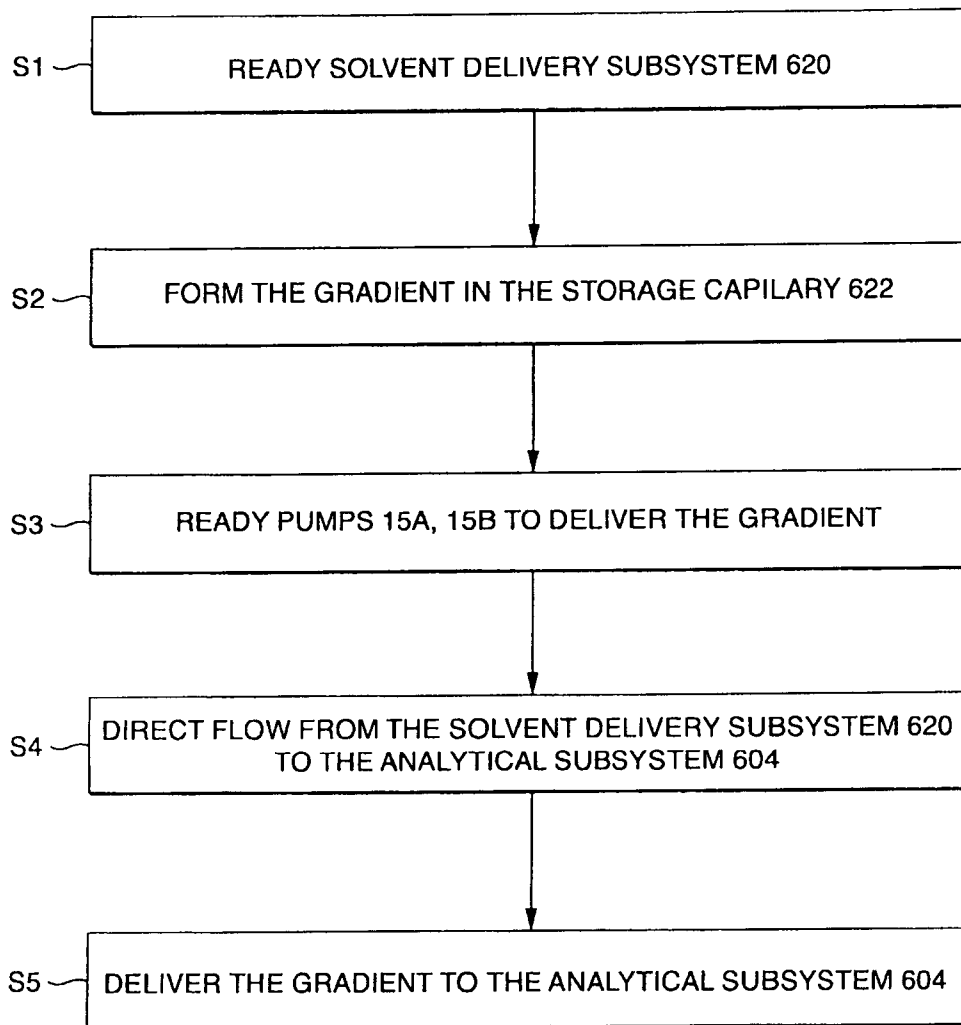 S1
READY SOLVENT DELIVERY SUBSYSTEM 620
S2
FORM THE GRADIENT IN THE STORAGE CAPILARY 622
S3
READY PUMPS 15A, 15B TO DELIVER THE GRADIENT
S4
DIRECT FLOW FROM THE SOLVENT DELIVERY SUBSYSTEM 620
TO THE ANALYTICAL SUBSYSTEM 604
S5
DELIVER THE GRADIENT TO THE ANALYTICAL SUBSYSTEM 604